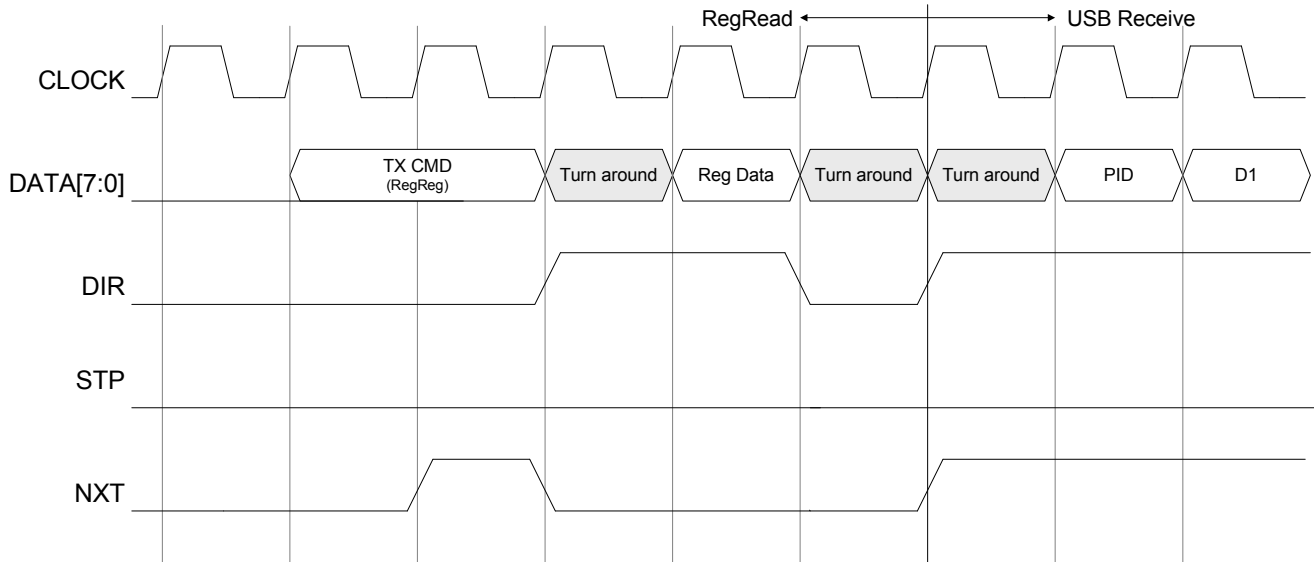 RegRead USB Receive
CLOCK
DATA[7:0]
TX CMD
(RegReg)
Turn around
Reg Data
Turn around
Turn around
PID
D1
DIR
STP
NXT